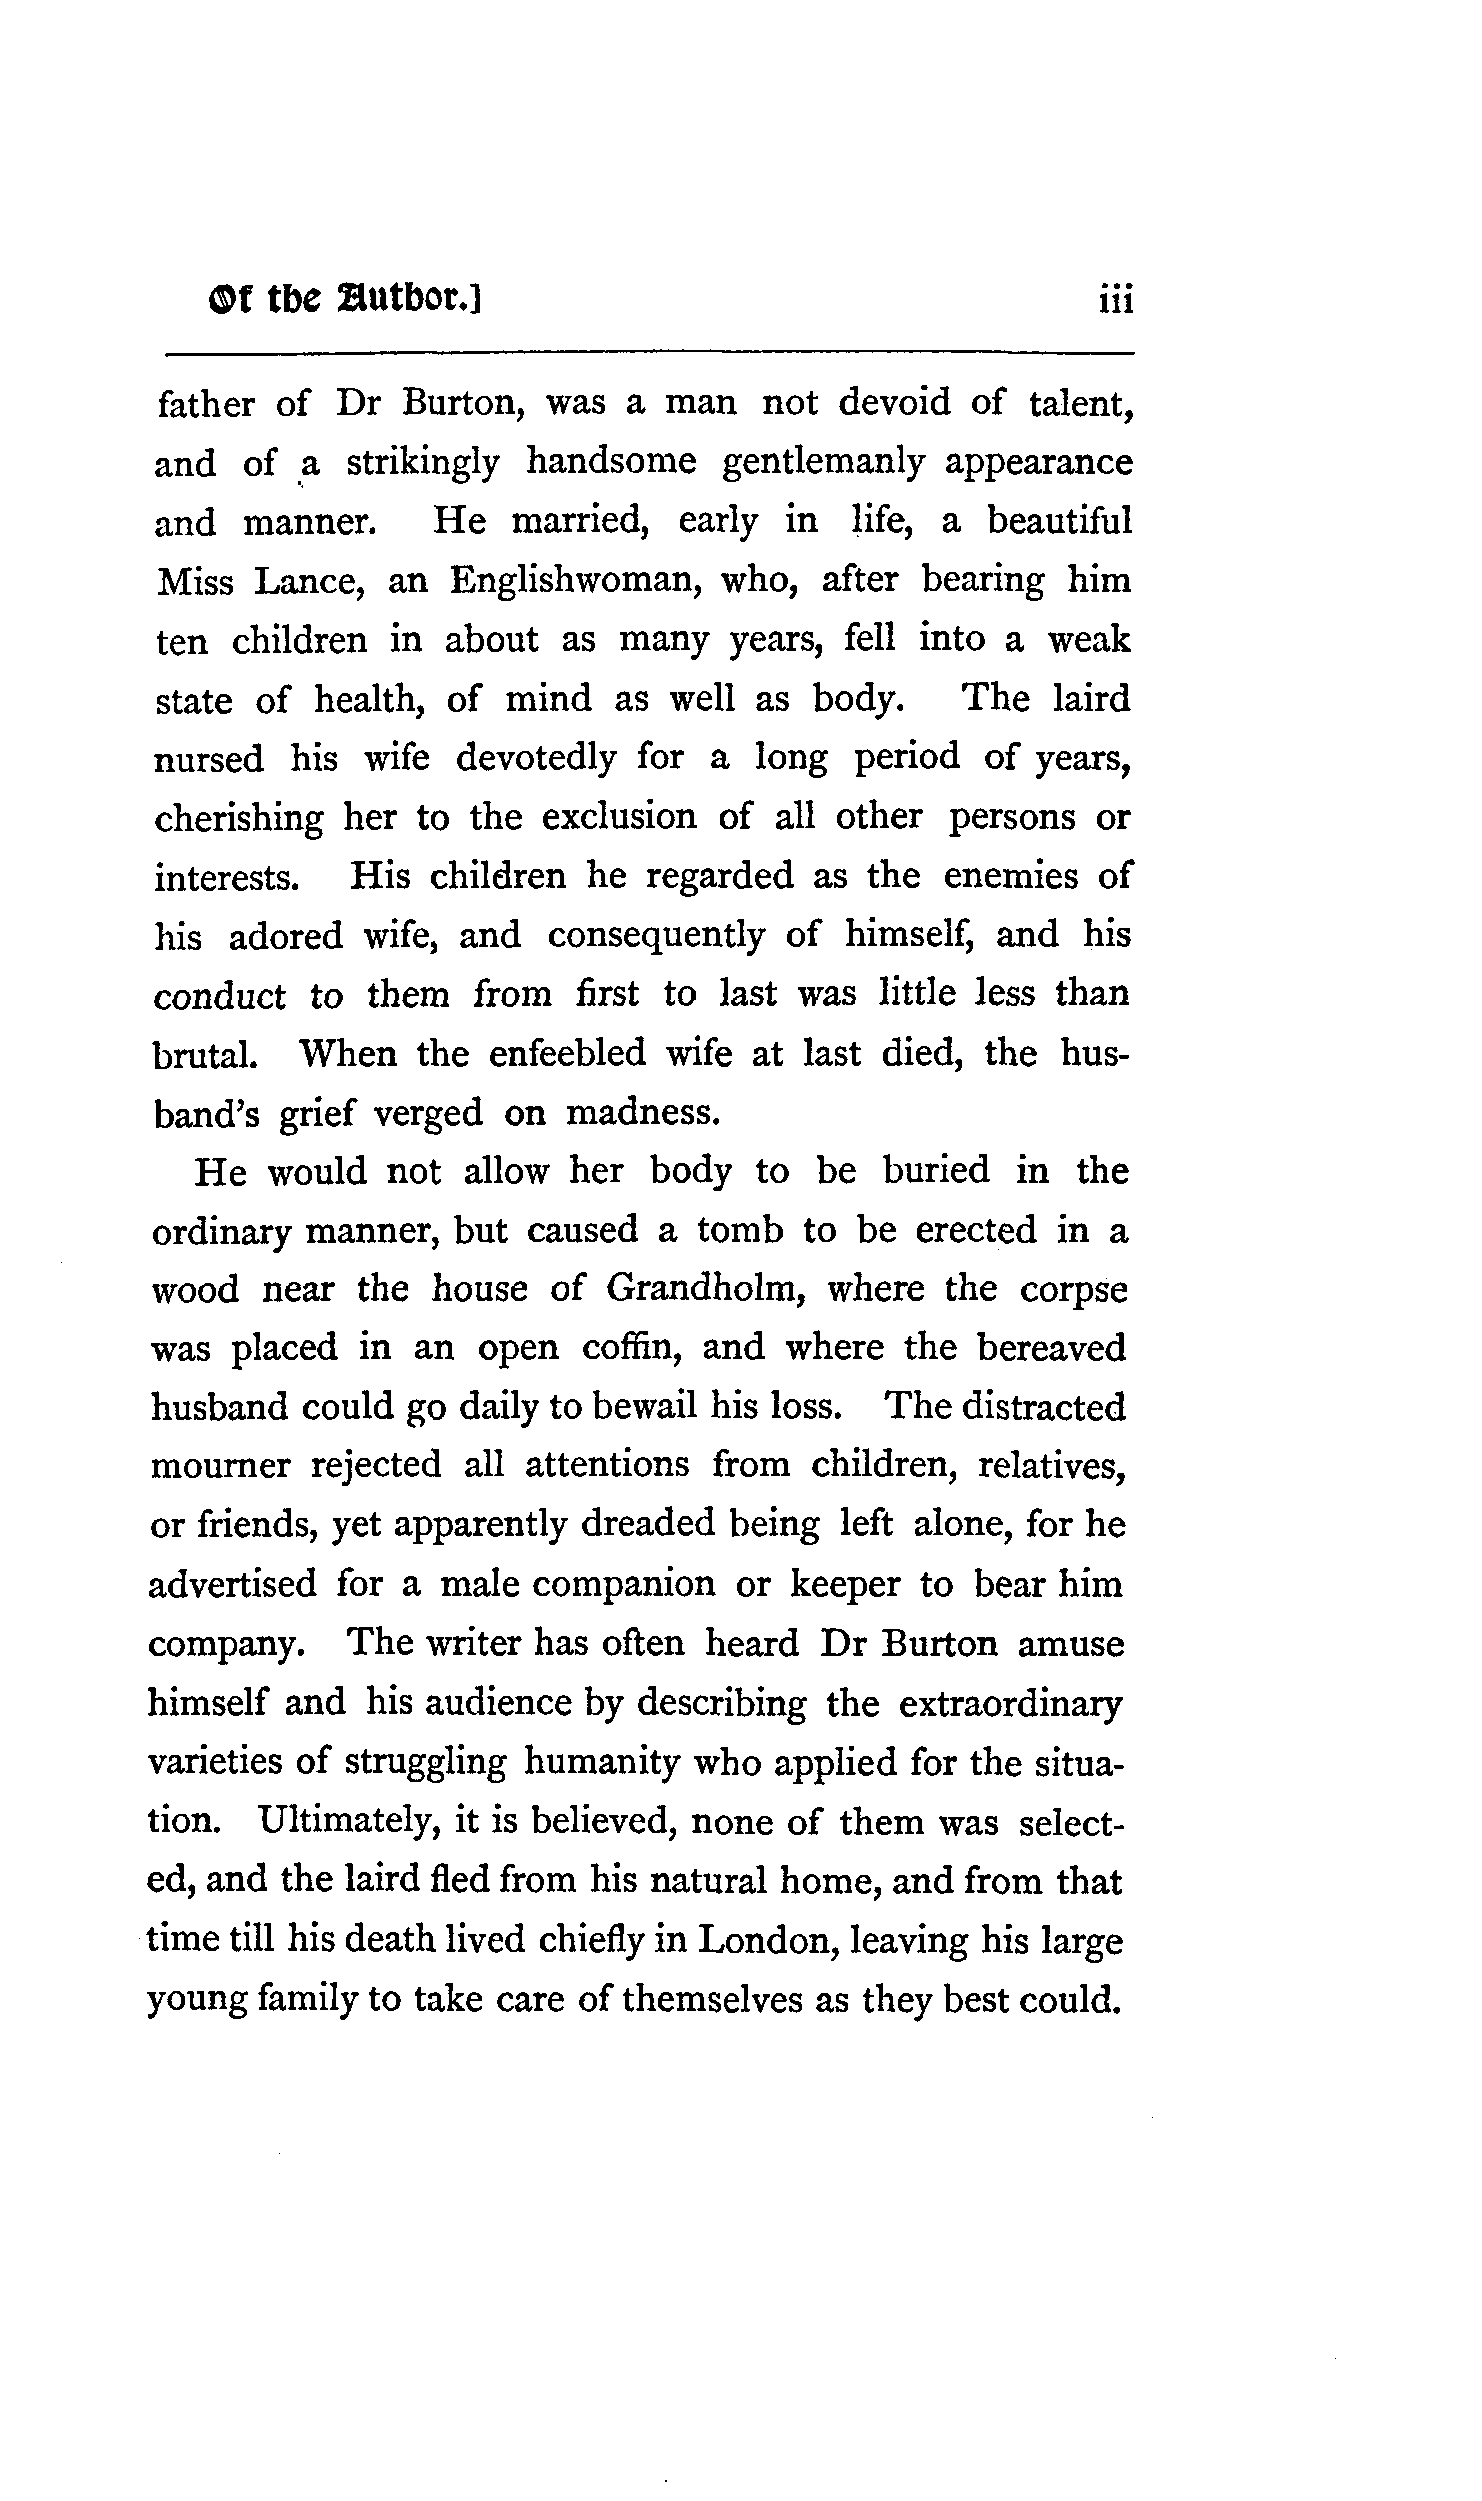 Of the Author.] iii
father of Dr Burton, was a man not devoid of talent,
and of a strikingly handsome gentlemanly appearance
and manner. He married, early in life, a beautiful
Miss Lance, an Englishwoman, who, after bearing him
ten children in about as many years, fell into a weak
state of health, of mind as well as body. The laird
nursed his wife devotedly for a long period of years,
cherishing her to the exclusion of all other persons or
interests. His children he regarded as the enemies of
his adored wife, and consequently of himself, and his
conduct to them from first to last was little less than
brutal. When the enfeebled wife at last died, the hus-
band's grief verged on madness.
He would not allow her body to be buried in the
ordinary manner, but caused a tomb to be erected in a
wood near the house of Grandholm, where the corpse
was placed in an open coffin, and where the bereaved
husband could go daily to bewail his loss. The distracted
mourner rejected all attentions from children, relatives,
or friends, yet apparently dreaded being left alone, for he
advertised for a male companion or keeper to bear him
company. The writer has often heard Dr Burton amuse
himself and his audience by describing the extraordinary
varieties of struggling humanity who applied for the situa-
tion. Ultimately, it is believed, none of them was select-
ed, and the laird fled from his natural home, and from that
time till his death lived chiefly in London, leaving his large
young family to take care of themselves as they best could.